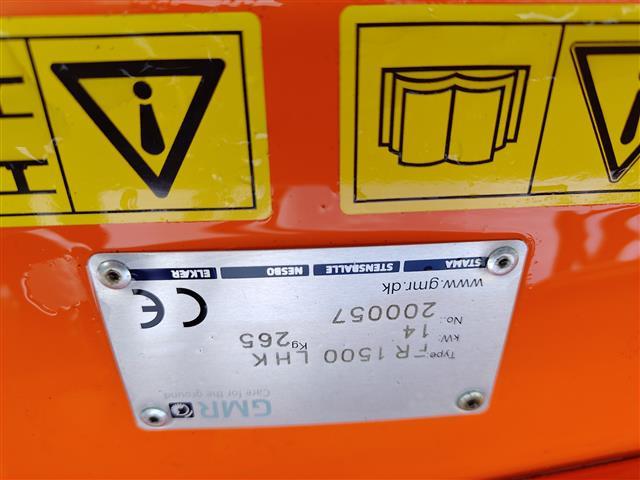 GMR
Care for the ground
Type: FR 1500 LHK
kW: 14 Kg 265
No.: 200057
www.gmr.dk
CE
STAMA STENSBALLE NESBO ELKÆR